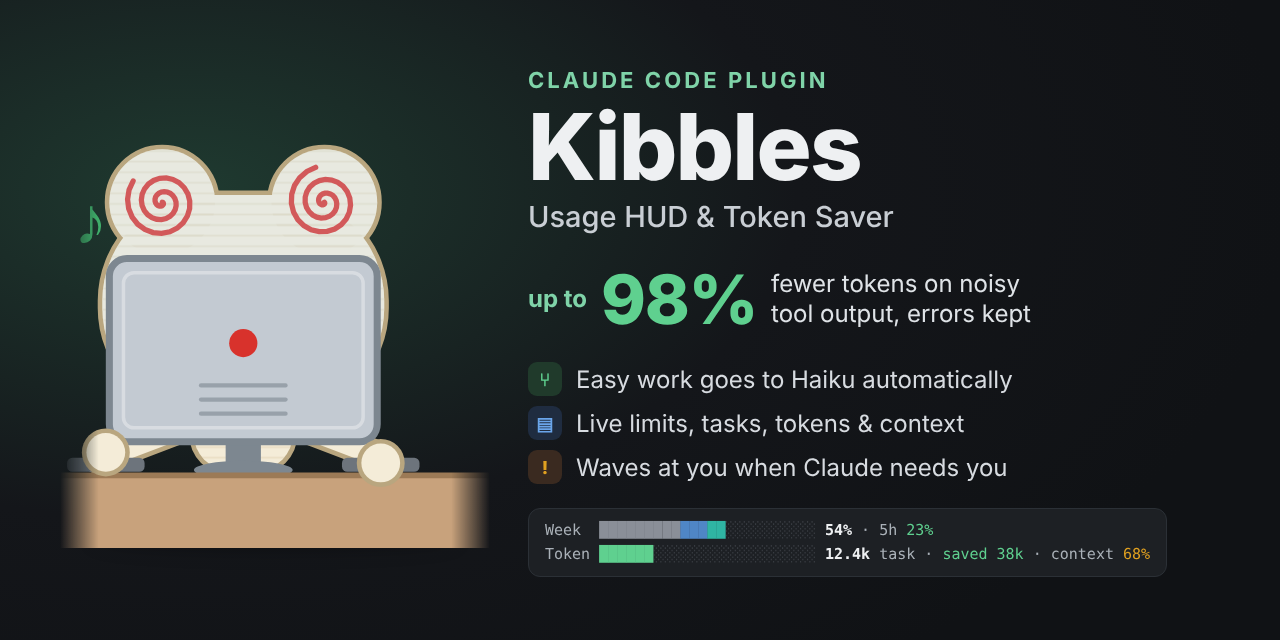 CLAUDE CODE PLUGIN
Kibbles
Usage HUD & Token Saver
up to 98% fewer tokens on noisy
tool output, errors kept
Easy work goes to Haiku automatically
Live limits, tasks, tokens & context
! Waves at you when Claude needs you
Week 54% · 5h 23%
Token 12.4k task · saved 38k · context 68%